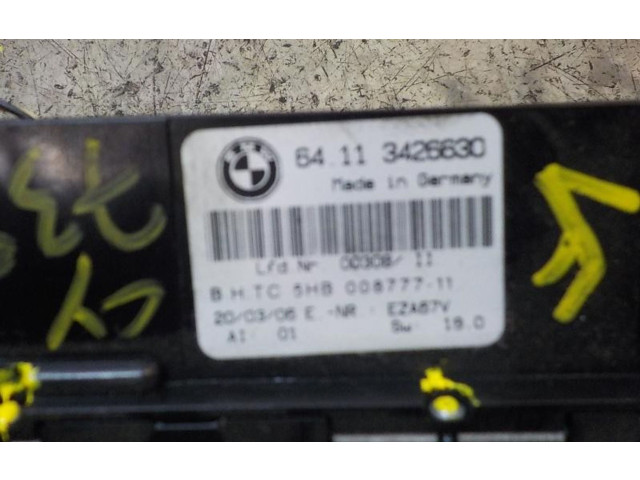 BMW
64.11 3426630
Made in Germany
Lfd Nr 00308/ II
B.H.TC 5HB 008777-11
20/03/06 E -NR : EZA67V
AI: 01 Sw: 19.0